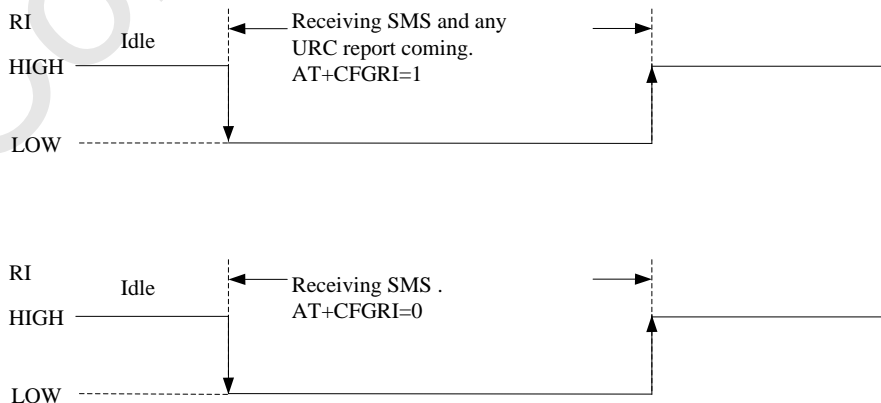 RI
Idle
Receiving SMS and any
URC report coming.
HIGH
AT+CFGRI=1
LOW
RI
Idle
Receiving SMS .
HIGH
AT+CFGRI=0
LOW